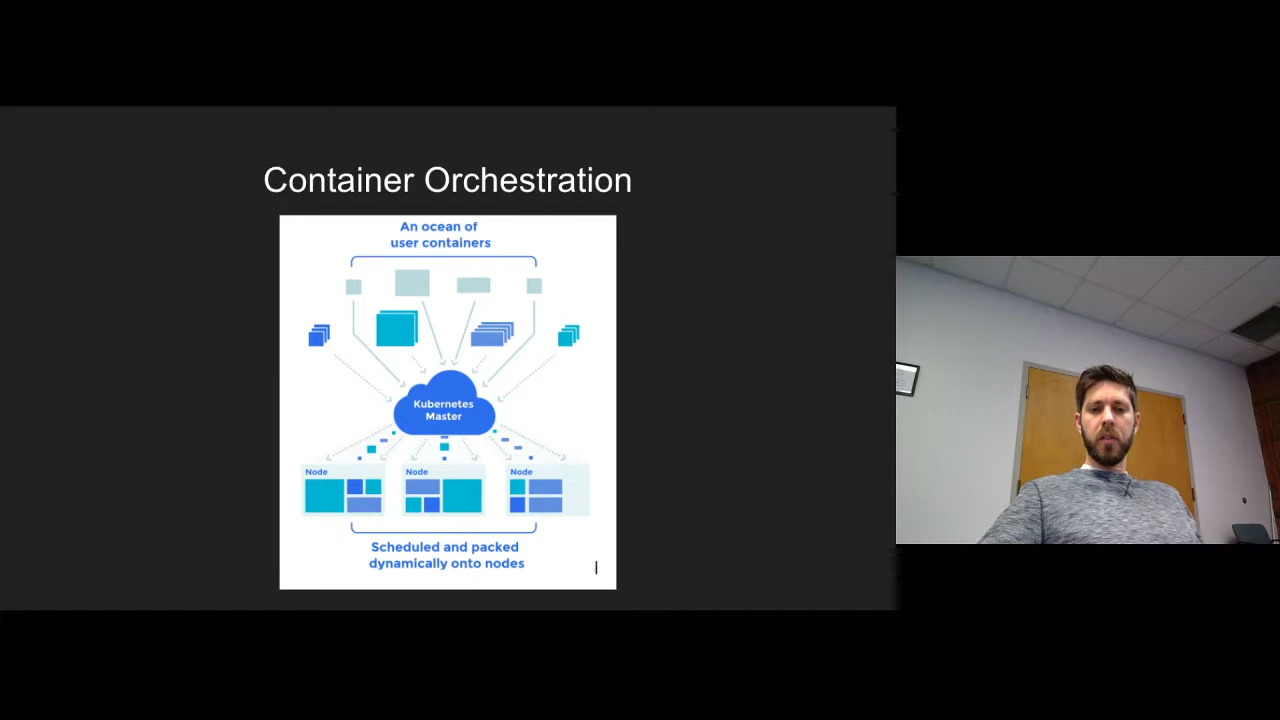 Container Orchestration
An ocean of
user containers
Kubernetes
Master
Node
Node
Node
Scheduled and packed
dynamically onto nodes